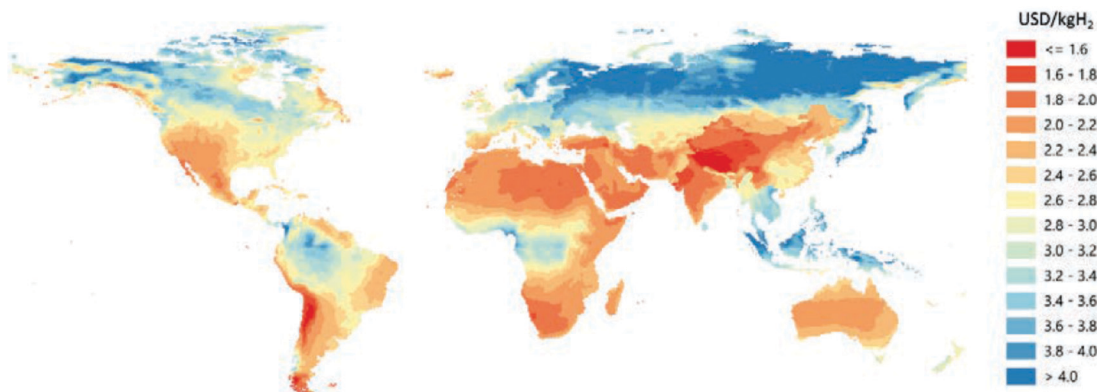 USD/kgH₂
<= 1.6
1.6 - 1.8
1.8 - 2.0
2.0 - 2.2
2.2 - 2.4
2.4 - 2.6
2.6 - 2.8
2.8 - 3.0
3.0 - 3.2
3.2 - 3.4
3.4 - 3.6
3.6 - 3.8
3.8 - 4.0
> 4.0